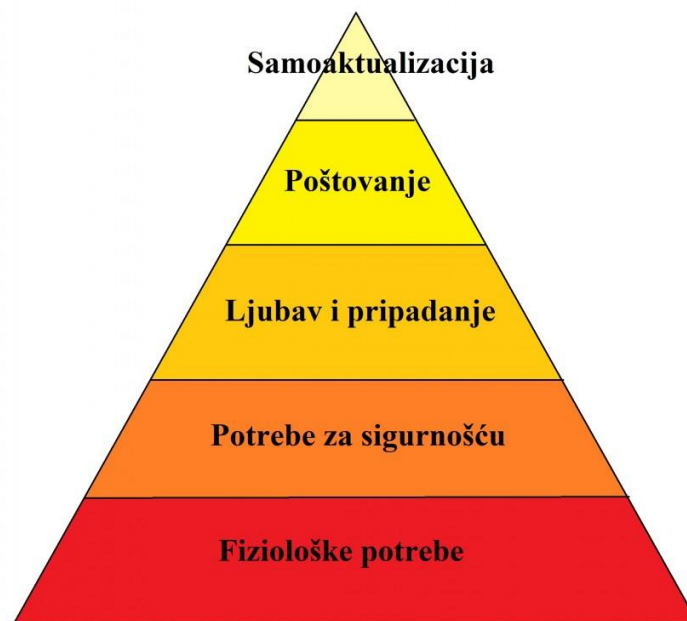 Samoaktualizacija
Poštovanje
Ljubav i pripadanje
Potrebe za sigurnošću
Fiziološke potrebe